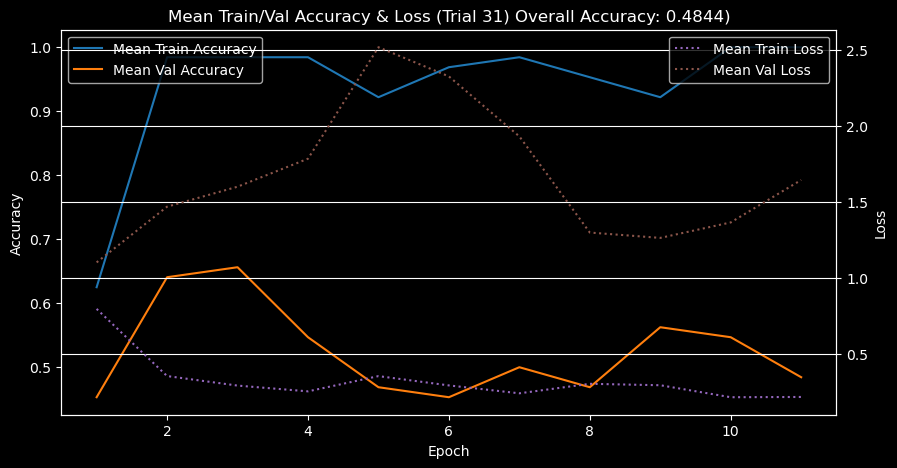 Mean Train/Val Accuracy & Loss (Trial 31) Overall Accuracy: 0.4844)
Mean Train Accuracy
Mean Val Accuracy
Mean Train Loss
Mean Val Loss
1.0
0.9
0.8
0.7
0.6
0.5
Accuracy
2.5
2.0
1.5
1.0
0.5
Loss
2 4 6 8 10
Epoch